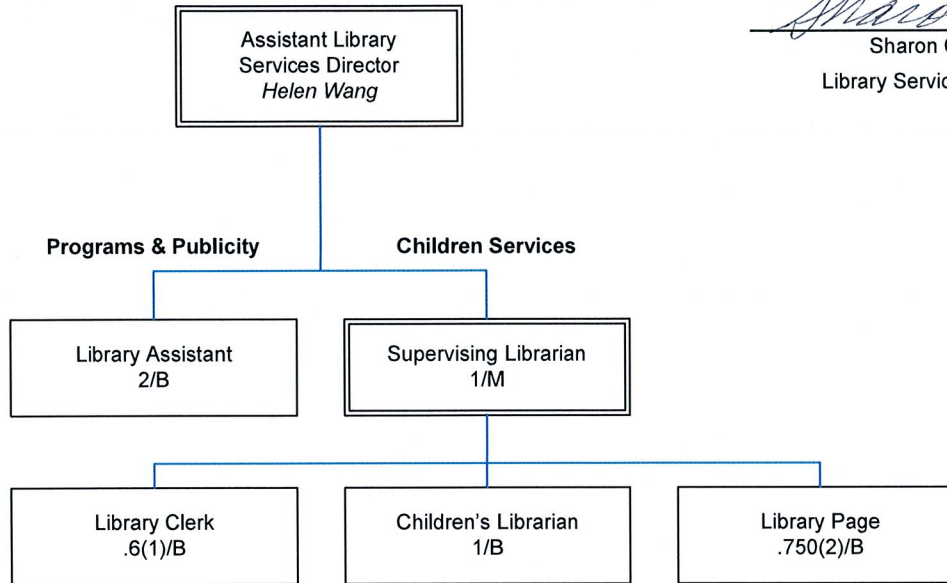 Assistant Library
Services Director
Helen Wang
Sharon
Library
Programs & Publicity
Children Services
Library Assistant
2/B
Supervising Librarian
1/M
Library Clerk
.6(1)/B
Children's Librarian
1/B
Library Page
.750(2)/B